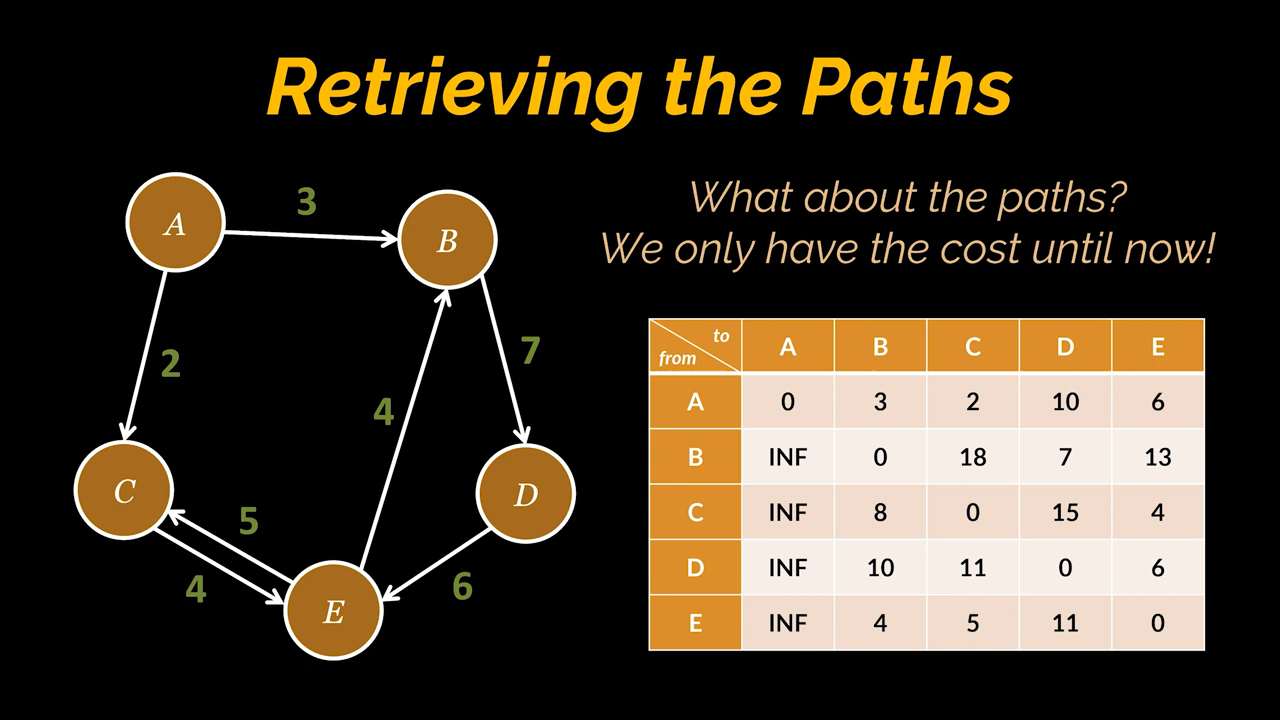 Retrieving the Paths
What about the paths?
We only have the cost until now!
A
3
B
2
7
4
C
D
5
4
6
E
to
from
A B C D E
A 0 3 2 10 6
B INF 0 18 7 13
C INF 8 0 15 4
D INF 10 11 0 6
E INF 4 5 11 0